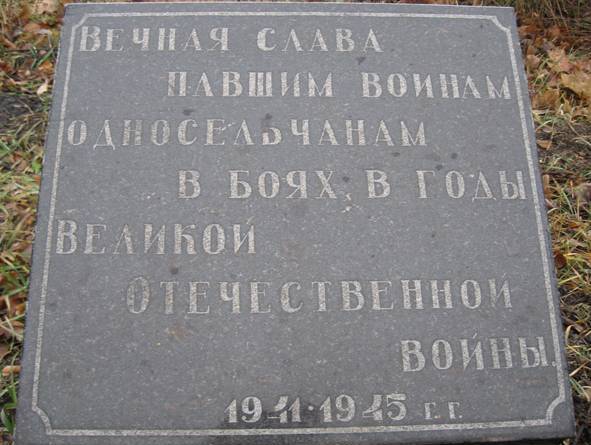 Вечная слава
павшим воинам
односельчанам
в боях, в годы
Великой
Отечественной
войны.
1941-1945 г.г.